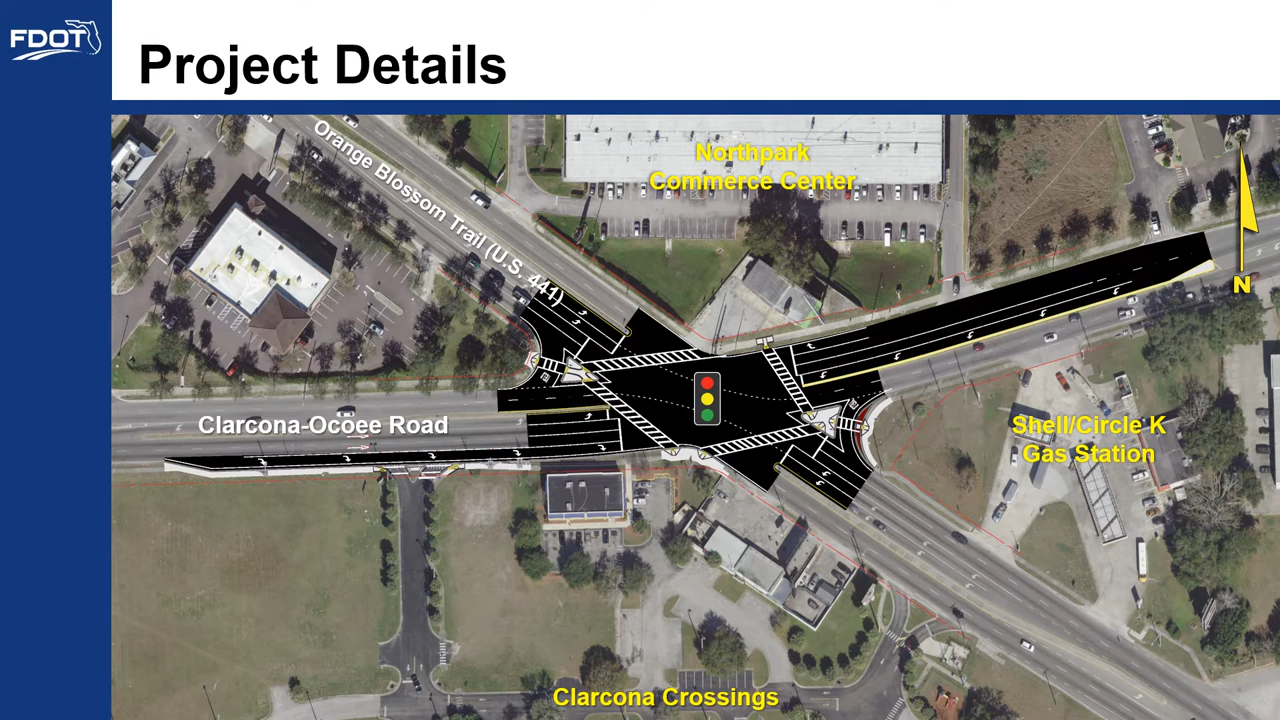 FDOT
Project Details
Orange Blossom Trail (U.S. 441)
Northpark
Commerce Center
N
Clarcona-Ocoee Road
Shell/Circle K
Gas Station
Clarcona Crossings